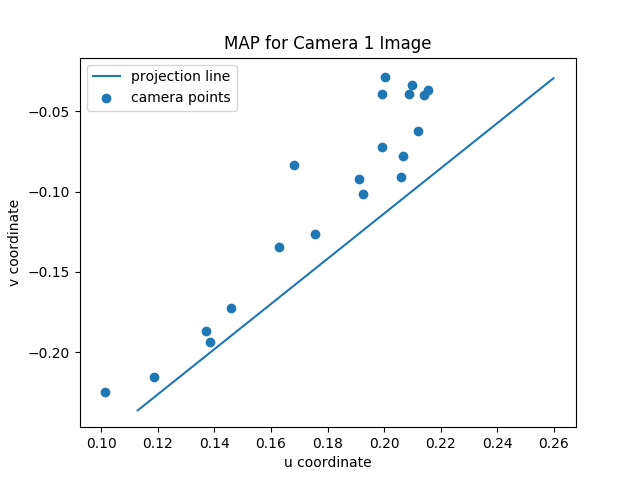 MAP for Camera 1 Image
projection line
camera points
−0.05
−0.10
−0.15
−0.20
v coordinate
0.10 0.12 0.14 0.16 0.18 0.20 0.22 0.24 0.26
u coordinate